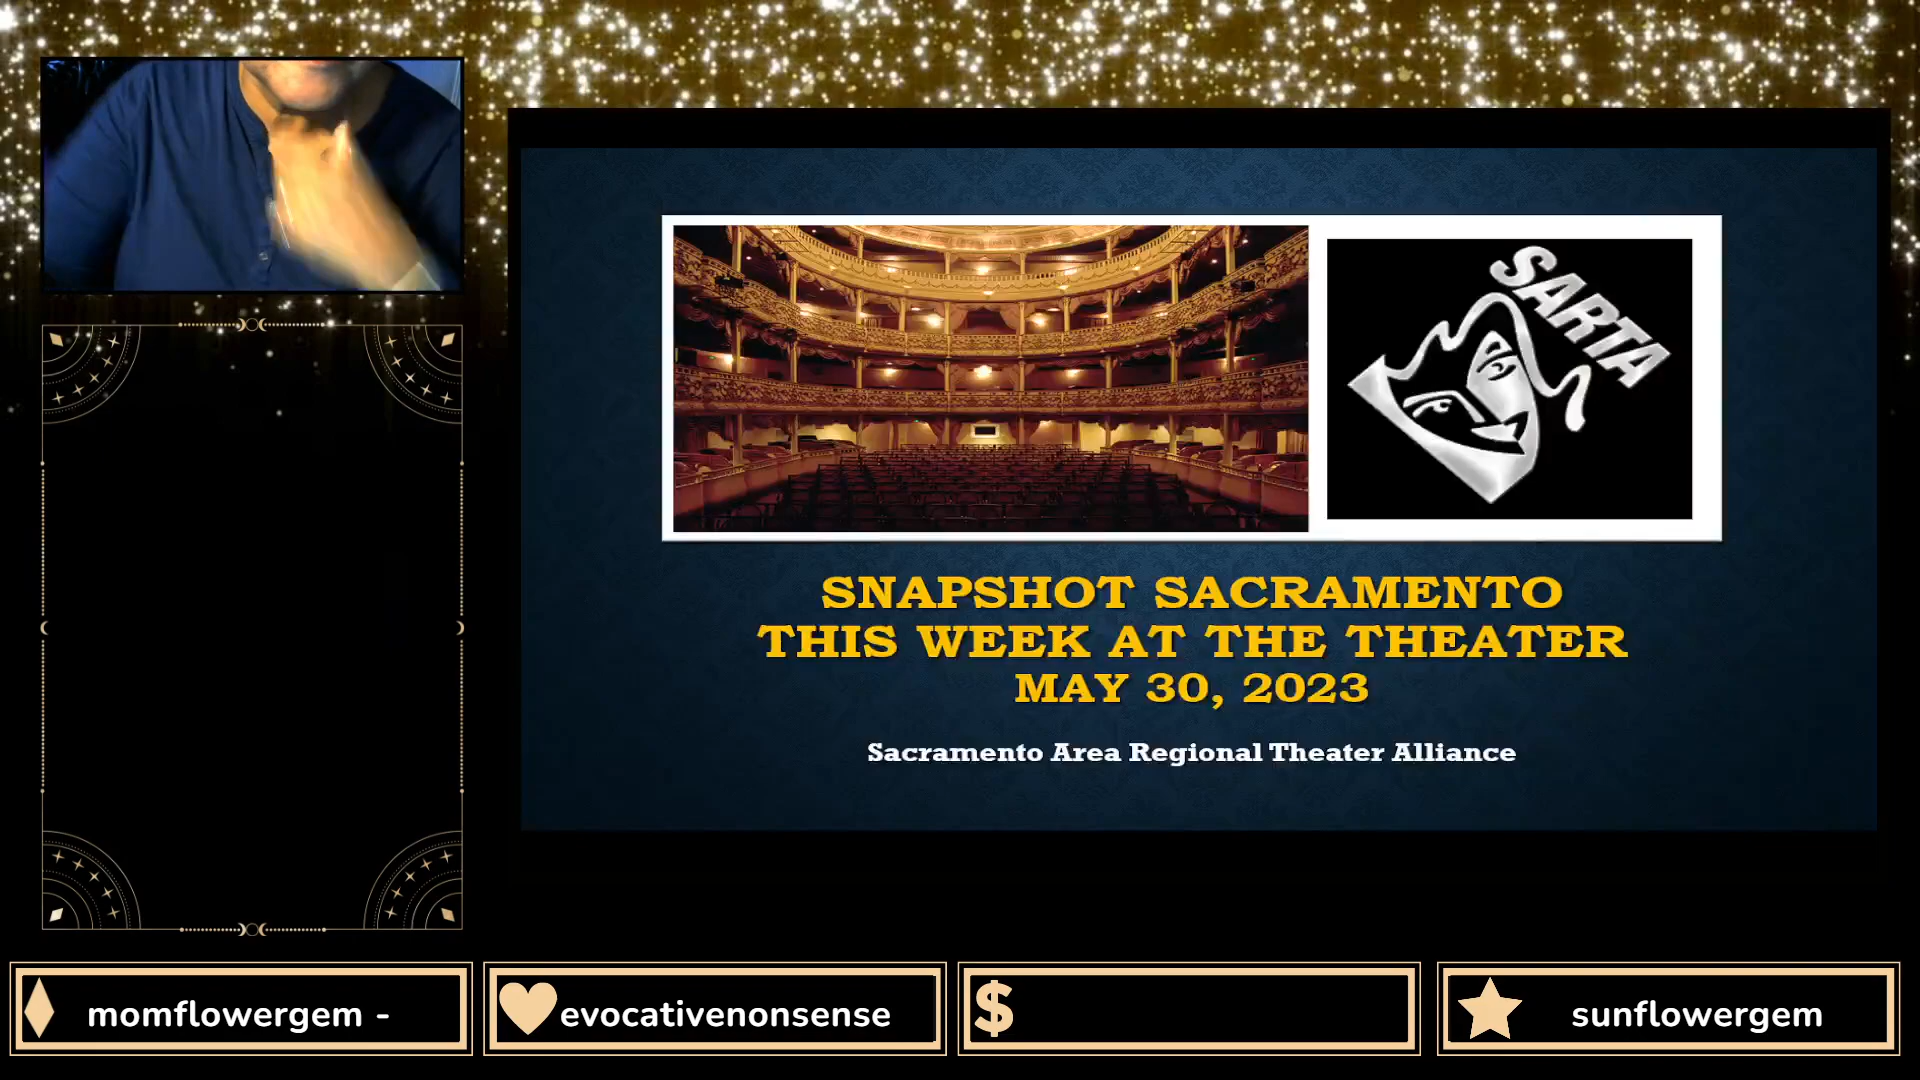 SARTA
SNAPSHOT SACRAMENTO
THIS WEEK AT THE THEATER
MAY 30, 2023
Sacramento Area Regional Theater Alliance
momflowergem -
evocativenonsense
$
sunflowergem